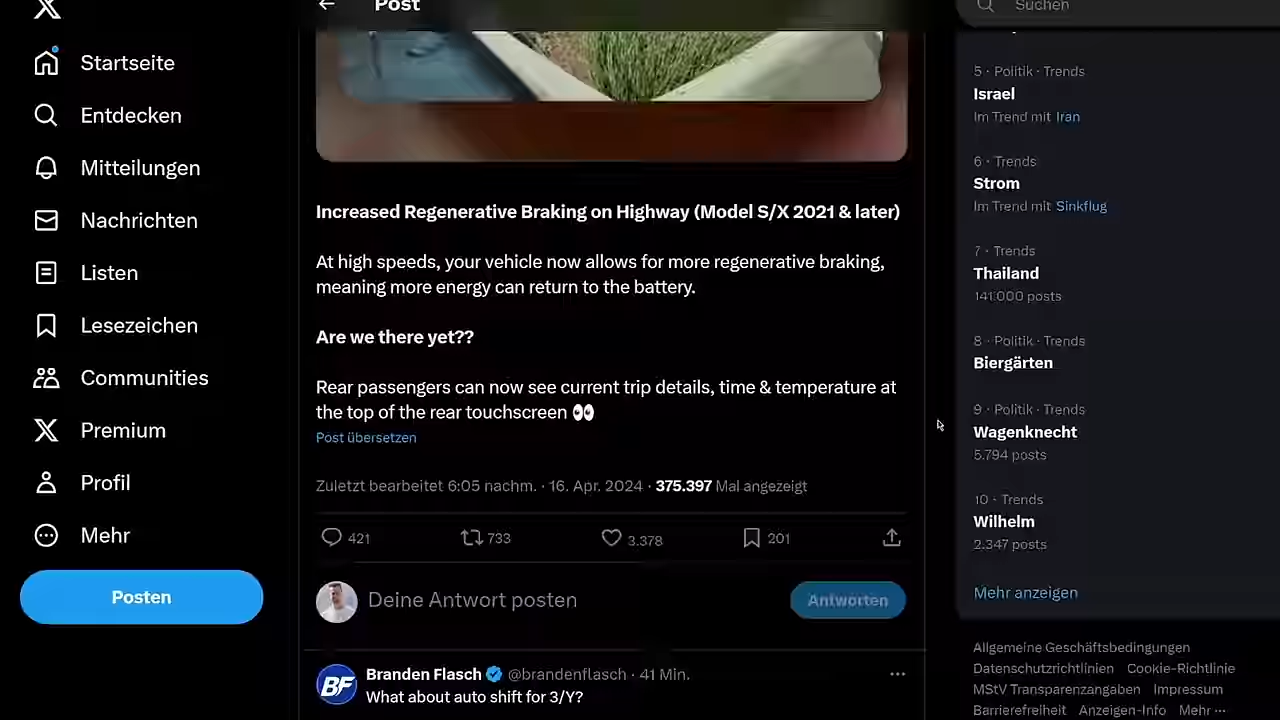 Post
Suchen
Startseite
Entdecken
Mitteilungen
Nachrichten
Listen
Lesezeichen
Communities
Premium
Profil
Mehr
Posten
Increased Regenerative Braking on Highway (Model S/X 2021 & later)
At high speeds, your vehicle now allows for more regenerative braking,
meaning more energy can return to the battery.
Are we there yet??
Rear passengers can now see current trip details, time & temperature at
the top of the rear touchscreen 👀
Post übersetzen
Zuletzt bearbeitet 6:05 nachm. · 16. Apr. 2024 · 375.397 Mal angezeigt
421 733 3.378 201
Deine Antwort posten
Antworten
Branden Flasch @brandenflasch · 41 Min.
BF
What about auto shift for 3/Y?
5 · Politik · Trends
Israel
Im Trend mit Iran
6 · Trends
Strom
Im Trend mit Sinkflug
7 · Trends
Thailand
141.000 posts
8 · Politik · Trends
Biergärten
9 · Politik · Trends
Wagenknecht
5.794 posts
10 · Trends
Wilhelm
2.347 posts
Mehr anzeigen
Allgemeine Geschäftsbedingungen
Datenschutzrichtlinien Cookie-Richtlinie
MStV Transparenzangaben Impressum
Barrierefreiheit Anzeigen-Info Mehr ···